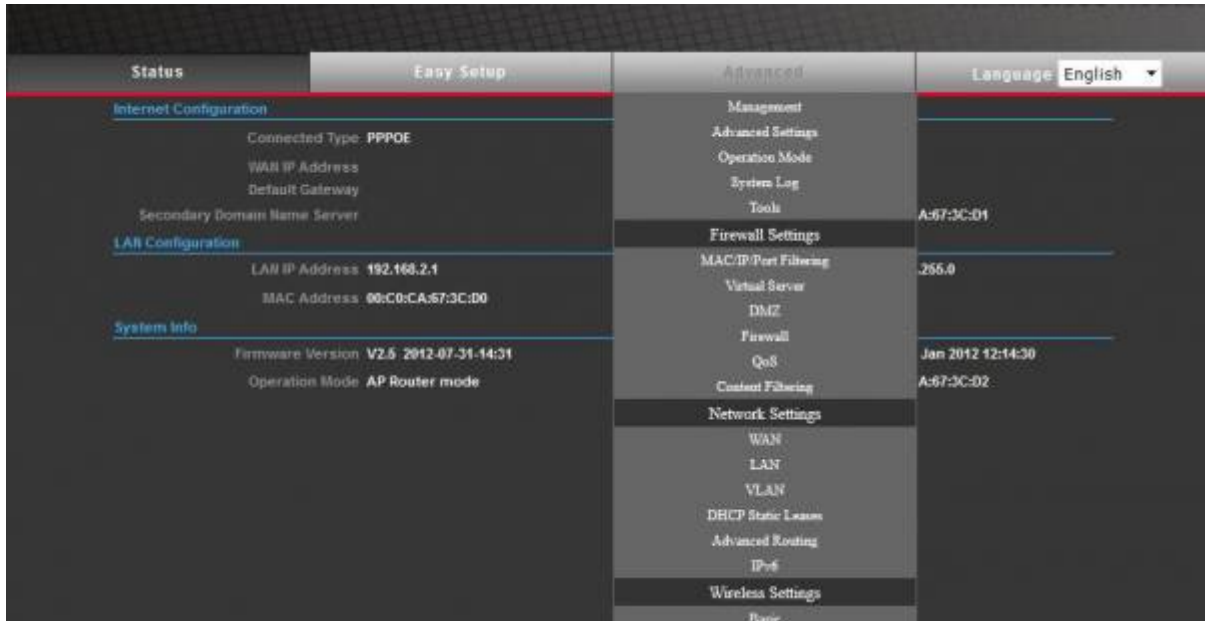 Status Easy Setup Advanced Language English
Internet Configuration
Connected Type PPPOE
WAN IP Address
Default Gateway
Secondary Domain Name Server
A:67:3C:D1
LAN Configuration
LAN IP Address 192.168.2.1
.255.0
MAC Address 00:C0:CA:67:3C:D0
System Info
Firmware Version V2.5 2012-07-31-14:31
Jan 2012 12:14:30
Operation Mode AP Router mode
A:67:3C:D2
Management
Advanced Settings
Operation Mode
System Log
Tools
Firewall Settings
MAC/IP/Port Filtering
Virtual Server
DMZ
Firewall
QoS
Content Filtering
Network Settings
WAN
LAN
VLAN
DHCP Static Leases
Advanced Routing
IPv6
Wireless Settings
Basic